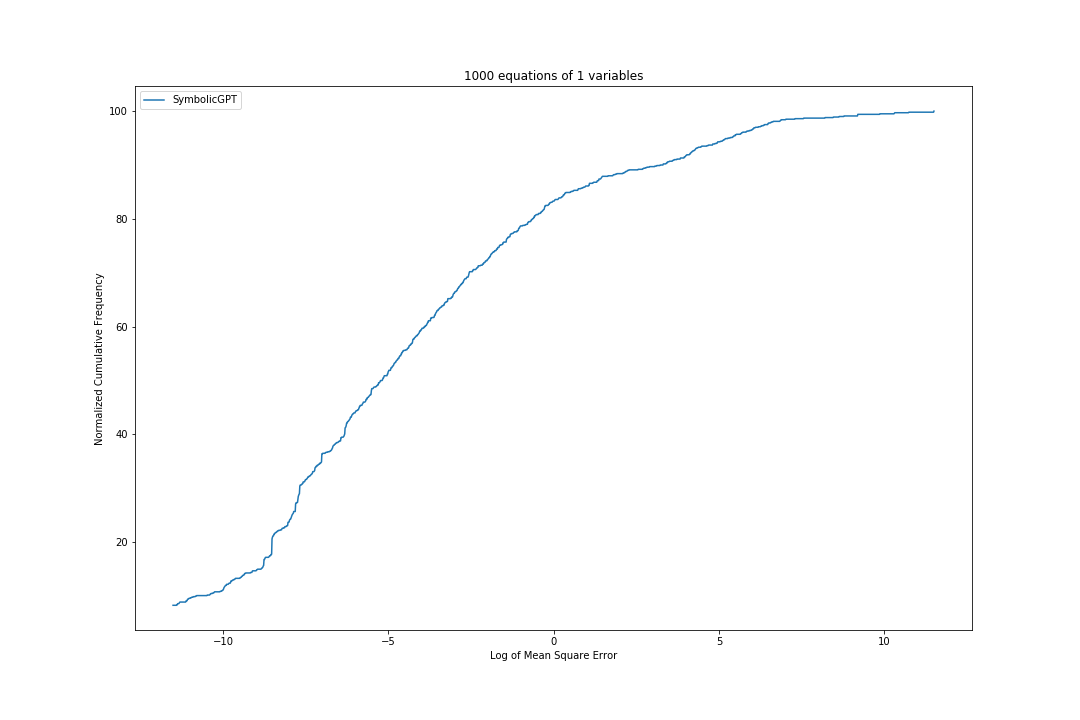 1000 equations of 1 variables
SymbolicGPT
100
80
60
40
20
Normalized Cumulative Frequency
−10
−5
0
5
10
Log of Mean Square Error